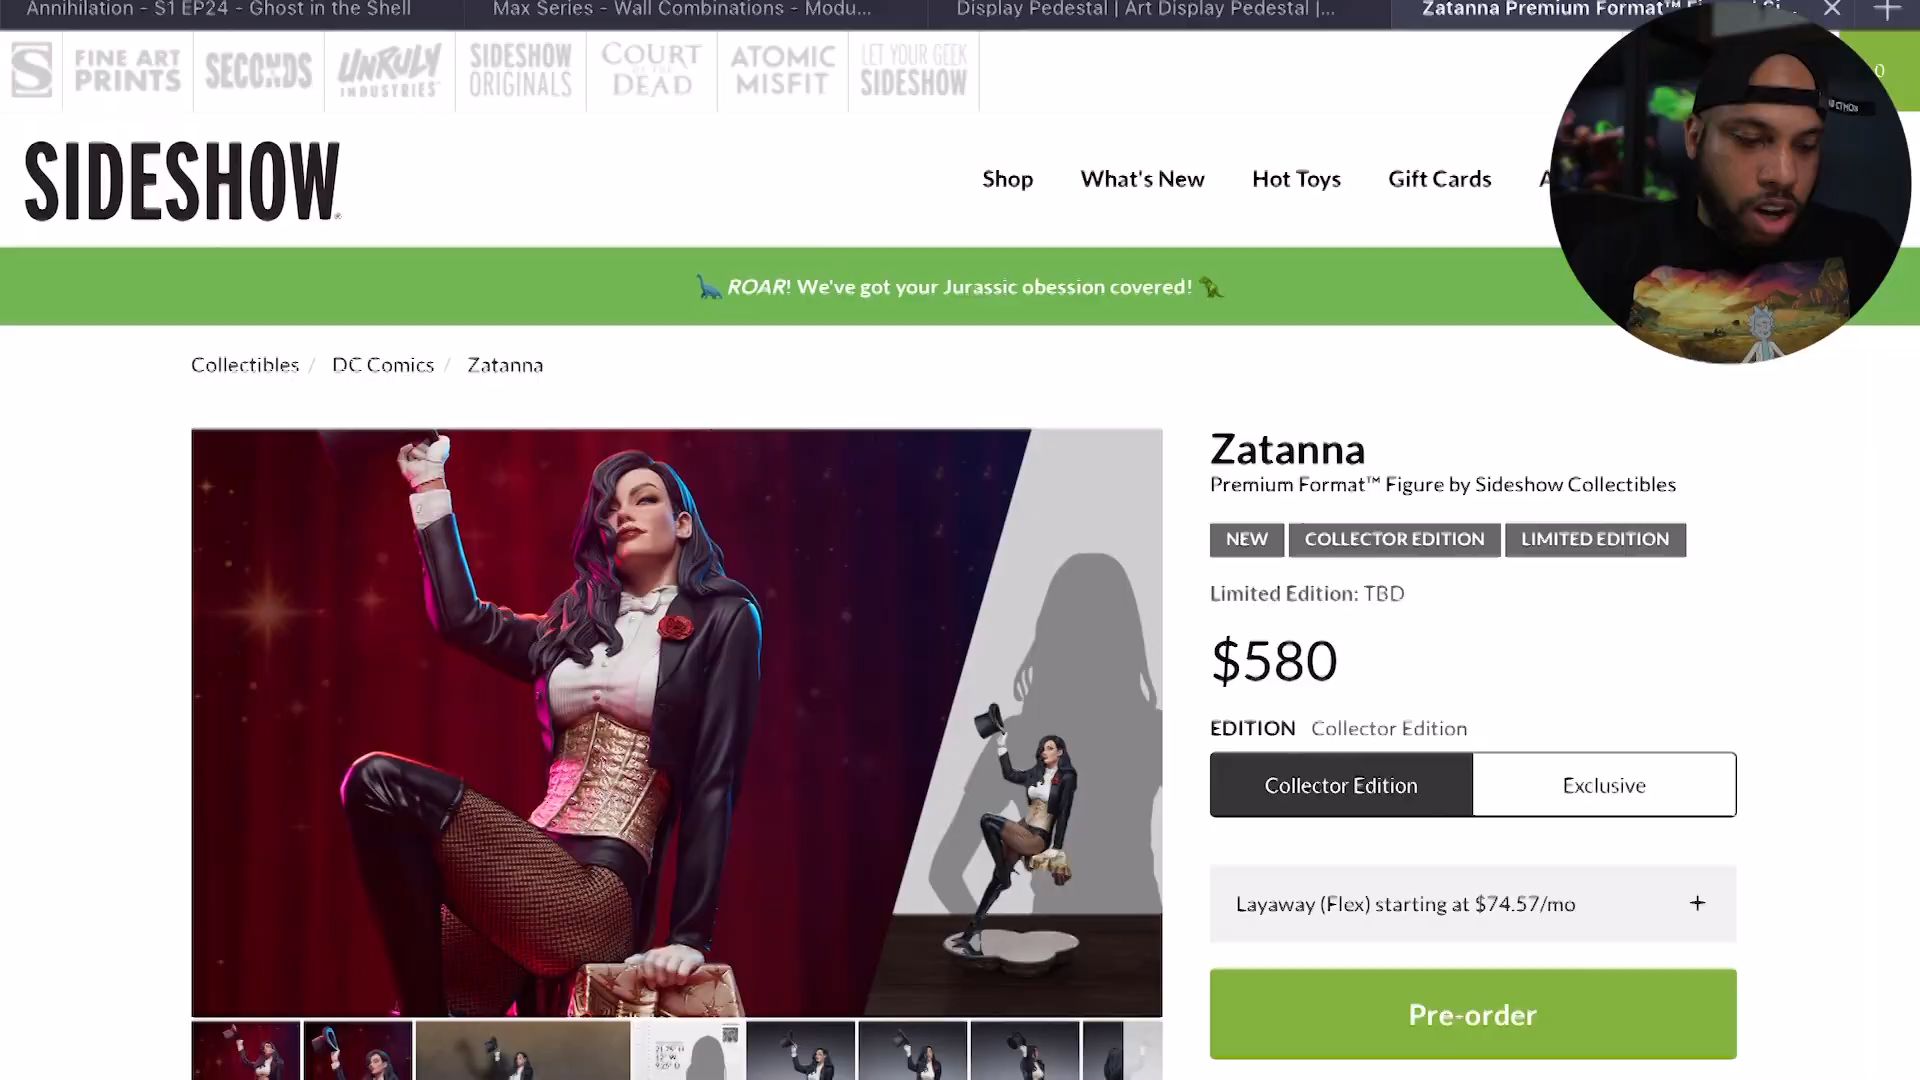 Annihilation - S1 EP24 - Ghost in the Shell
Max Series - Wall Combinations - Modu...
Display Pedestal | Art Display Pedestal |...
Zatanna Premium Format™
S
FINE ART
PRINTS
SECONDS
UNRULY
INDUSTRIES
SIDESHOW
ORIGINALS
COURT
OF THE
DEAD
ATOMIC
MISFIT
LET YOUR GEEK
SIDESHOW
0
SIDESHOW
Shop
What's New
Hot Toys
Gift Cards
ROAR! We've got your Jurassic obession covered!
Collectibles / DC Comics / Zatanna
Zatanna
Premium Format™ Figure by Sideshow Collectibles
NEW
COLLECTOR EDITION
LIMITED EDITION
Limited Edition: TBD
$580
EDITION Collector Edition
Collector Edition
Exclusive
Layaway (Flex) starting at $74.57/mo
+
Pre-order